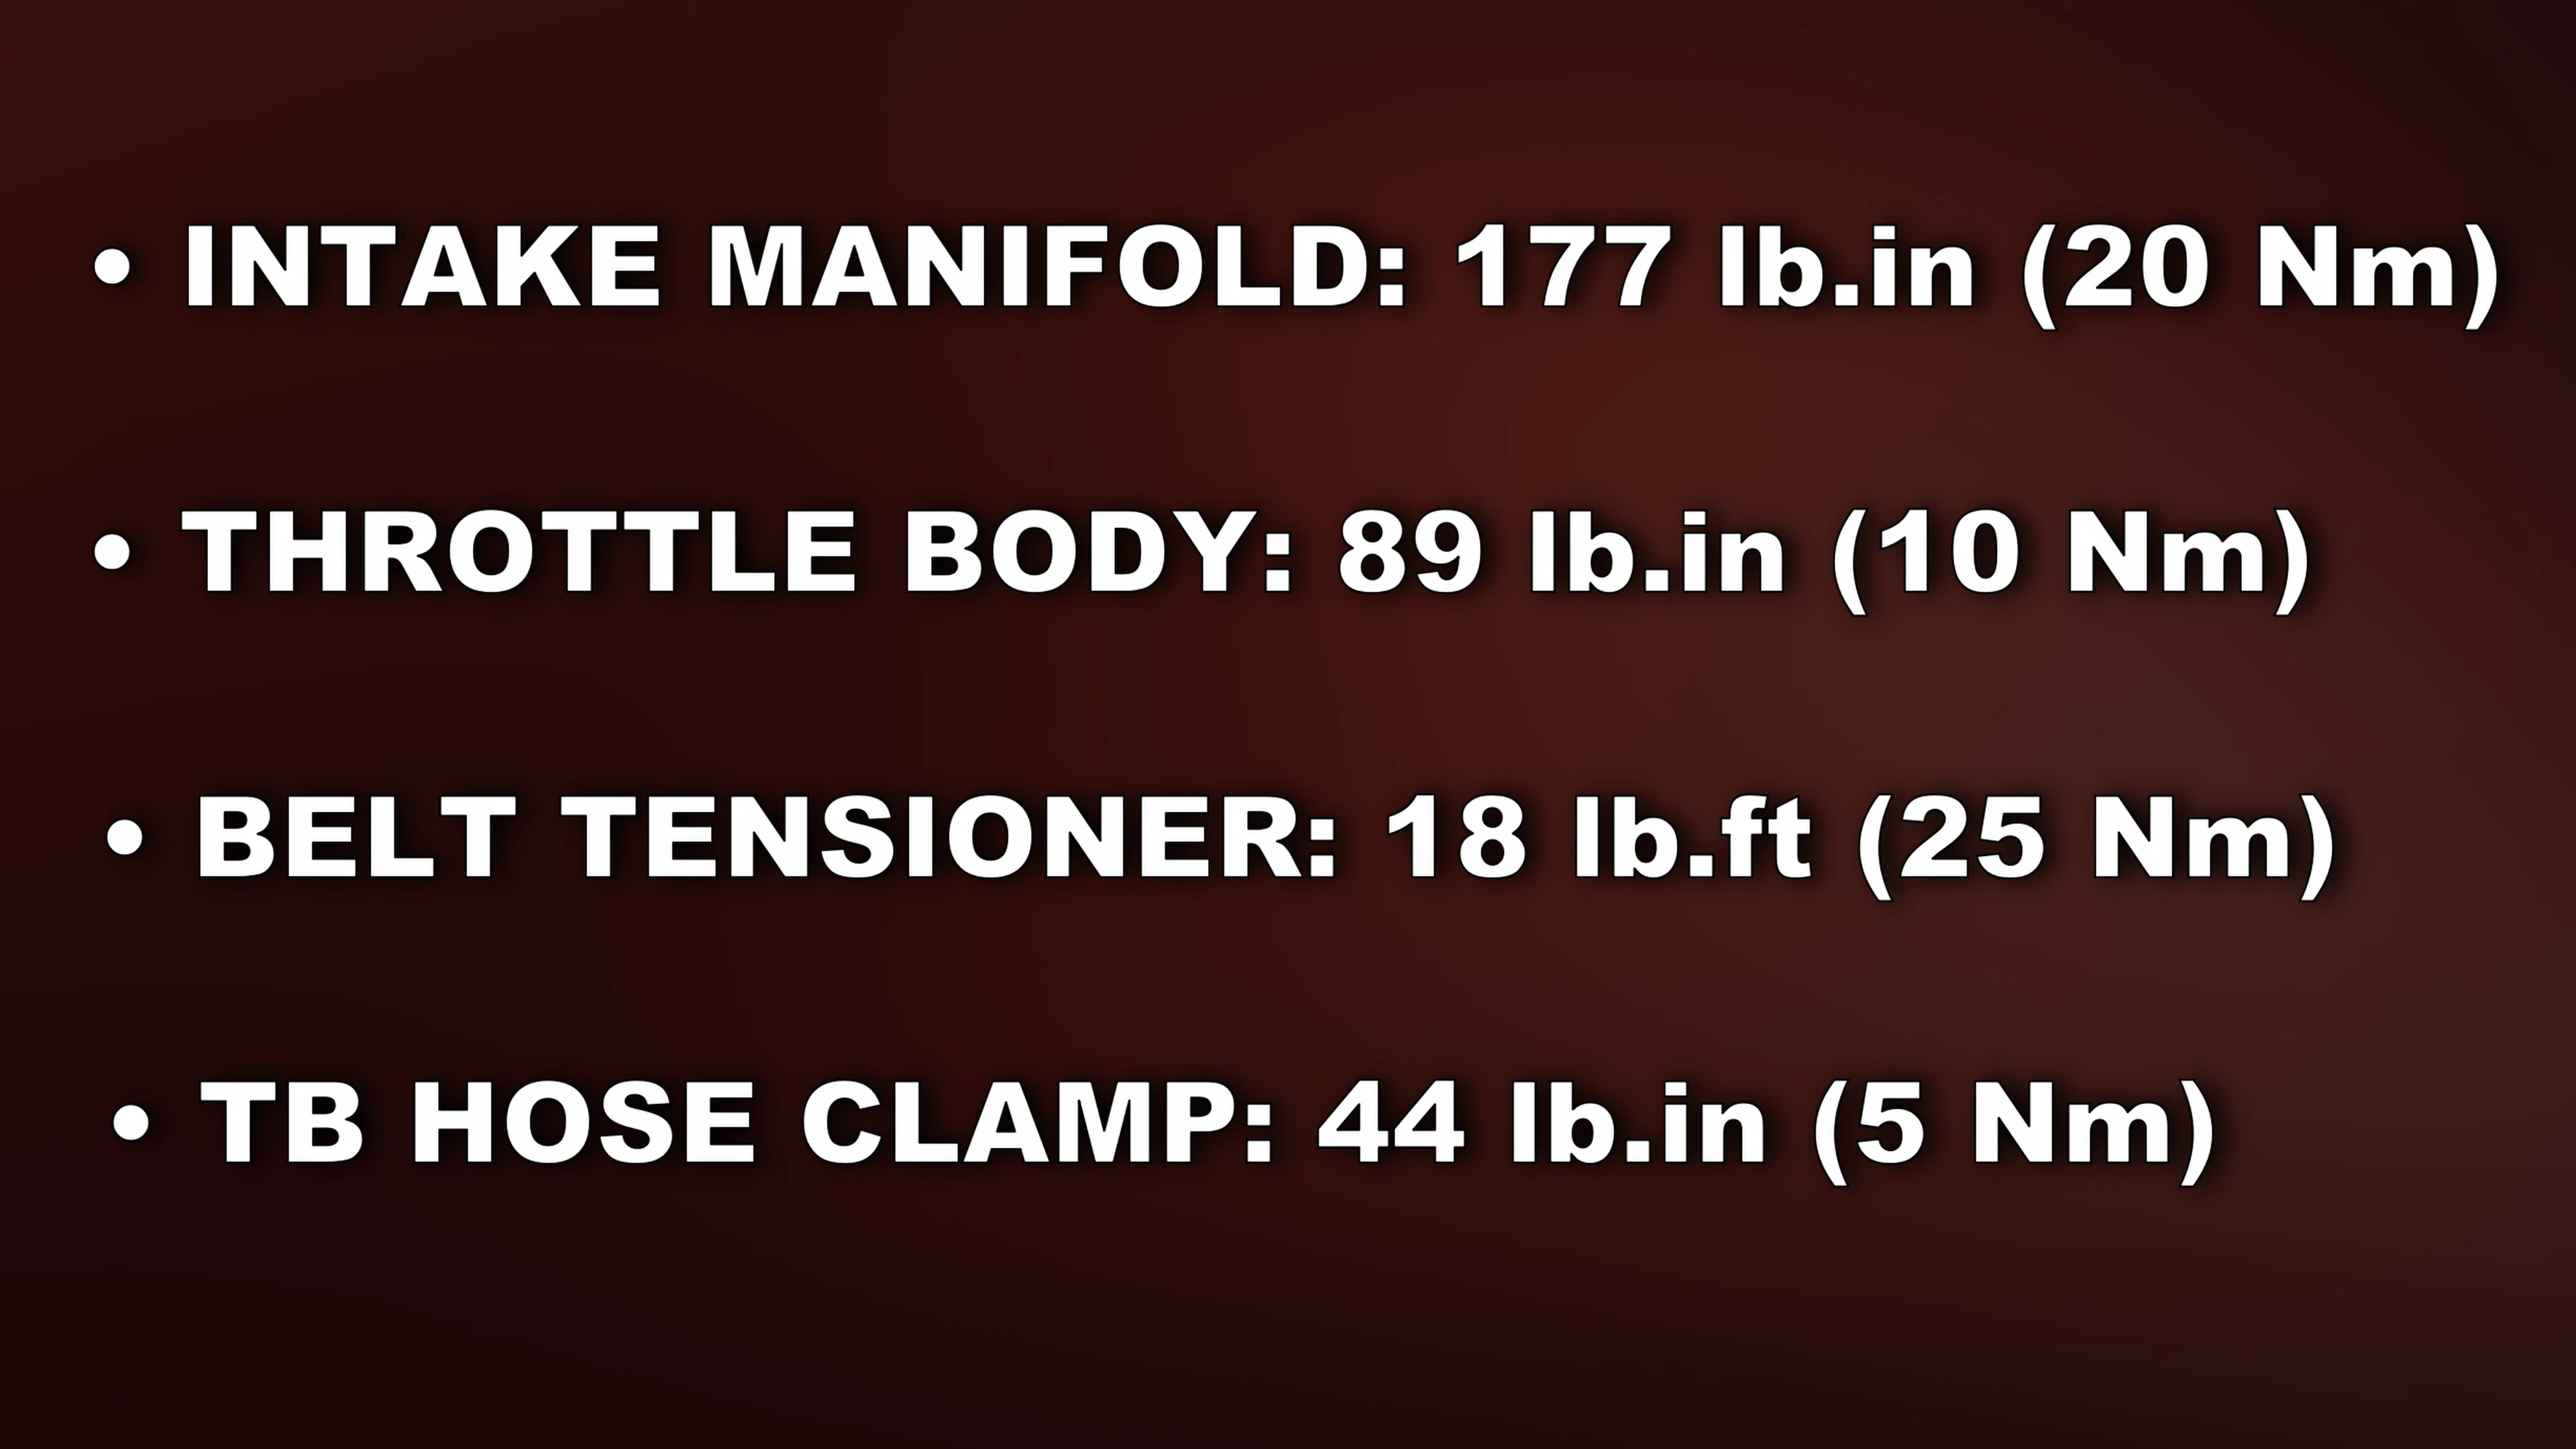 • INTAKE MANIFOLD: 177 lb.in (20 Nm)
• THROTTLE BODY: 89 lb.in (10 Nm)
• BELT TENSIONER: 18 lb.ft (25 Nm)
• TB HOSE CLAMP: 44 lb.in (5 Nm)